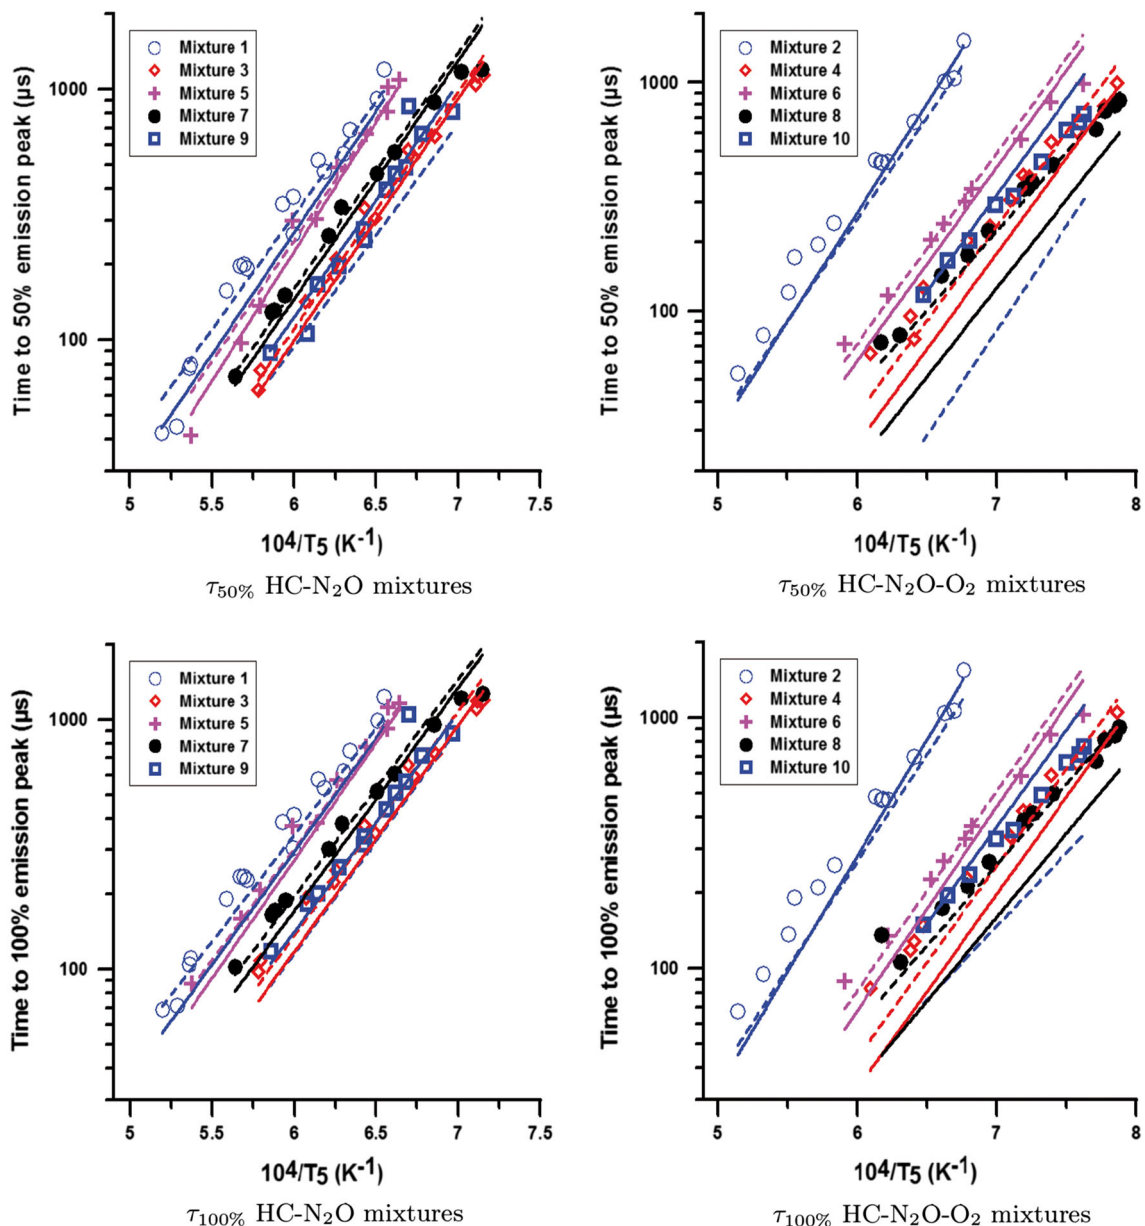 Time to 50% emission peak (µs)
1000
100
Mixture 1
Mixture 3
Mixture 5
Mixture 7
Mixture 9
5 5.5 6 6.5 7 7.5
10⁴/T₅ (K⁻¹)
τ₅₀% HC-N₂O mixtures
Time to 50% emission peak (µs)
1000
100
Mixture 2
Mixture 4
Mixture 6
Mixture 8
Mixture 10
5 6 7 8
10⁴/T₅ (K⁻¹)
τ₅₀% HC-N₂O-O₂ mixtures
Time to 100% emission peak (µs)
1000
100
Mixture 1
Mixture 3
Mixture 5
Mixture 7
Mixture 9
5 5.5 6 6.5 7 7.5
10⁴/T₅ (K⁻¹)
τ₁₀₀% HC-N₂O mixtures
Time to 100% emission peak (µs)
1000
100
Mixture 2
Mixture 4
Mixture 6
Mixture 8
Mixture 10
5 6 7 8
10⁴/T₅ (K⁻¹)
τ₁₀₀% HC-N₂O-O₂ mixtures